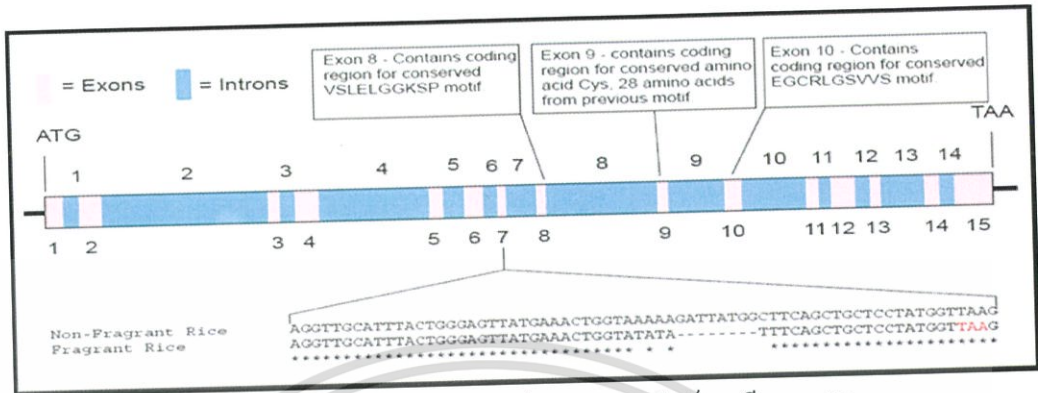 = Exons = Introns
Exon 8 - Contains coding
region for conserved
VSLELGGKSP motif
Exon 9 - contains coding
region for conserved amino
acid Cys, 28 amino acids
from previous motif
Exon 10 - Contains
coding region for conserved
EGCRLGSVVS motif
ATG
TAA
1 2 3 4 5 6 7 8 9 10 11 12 13 14
1 2 3 4 5 6 7 8 9 10 11 12 13 14 15
Non-Fragrant Rice AGGTTGCATTTACTGGGAGTTATGAAACTGGTAAAAAGATTATGGCTTCAGCTGCTCCTATGGTTAAG
Fragrant Rice AGGTTGCATTTACTGGGAGTTATGAAACTGGTATATA--------TTTCAGCTGCTCCTATGGTTAAG